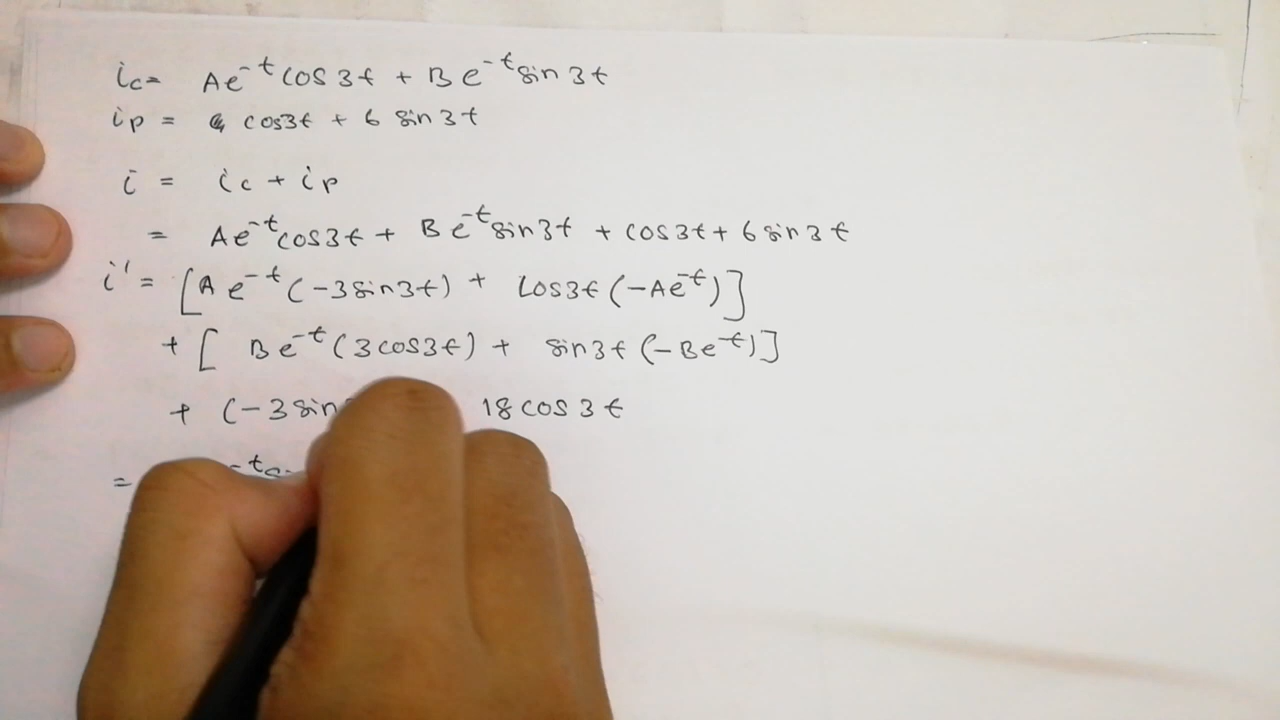 ic= Ae^-t cos3t + Be^-t sin3t
ip = cos3t + 6 sin3t
i = ic + ip
= Ae^-t cos3t + Be^-t sin3t + cos3t + 6 sin3t
i' = [Ae^-t (-3sin3t) + cos3t (-Ae^-t)]
+ [Be^-t (3cos3t) + sin3t (-Be^-t)]
+ (-3sin 18cos3t
= -t